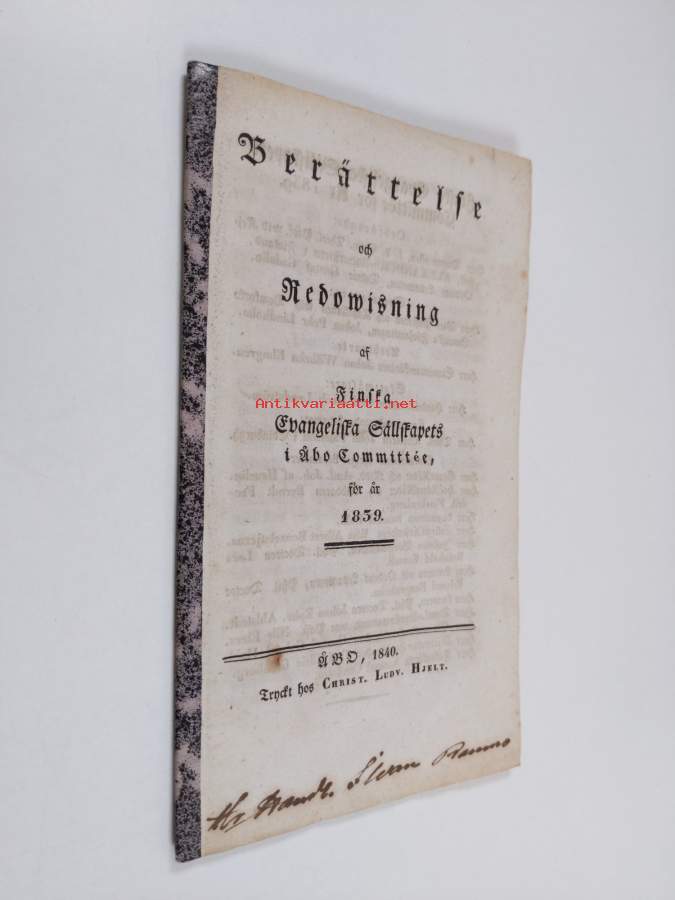 Berättelse
och
Redowisning
af
Finska
Antikvariaatti.net
Evangeliska Sällskapets
i Åbo Committée,
för år
1839.
ÅBO, 1840.
Tryckt hos CHRIST. LUDV. HJELT.